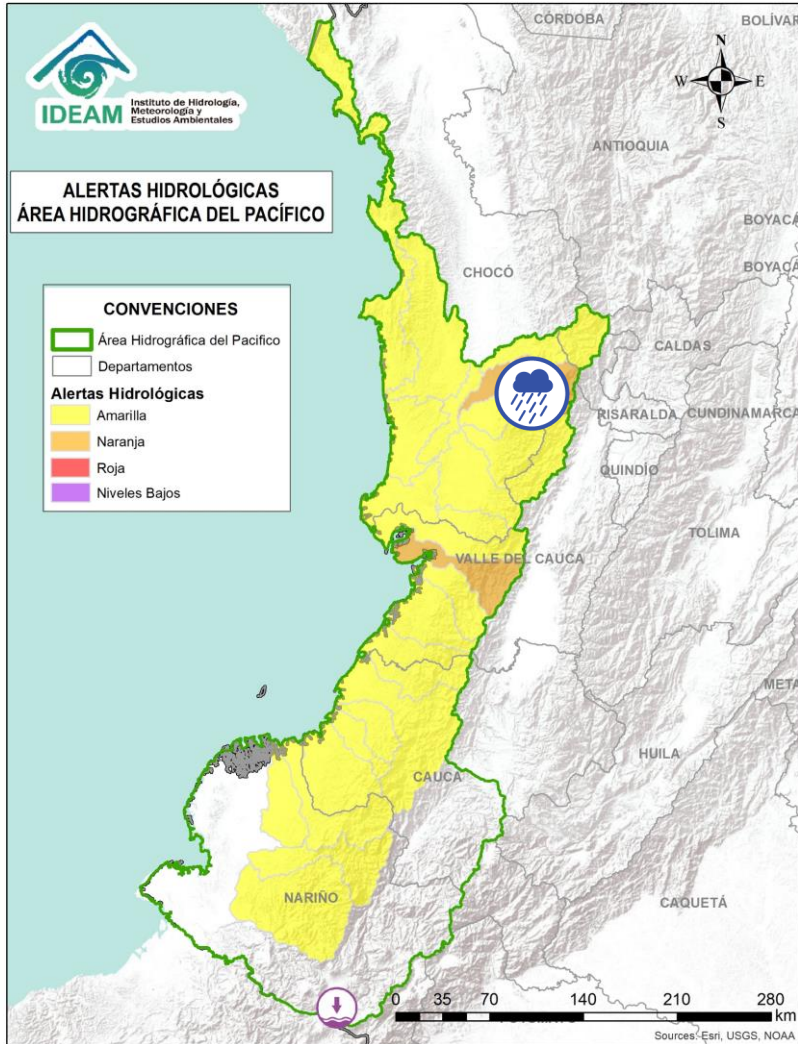 CÓRDOBA
BOLÍVAR
N
W
E
S
IDEAM
Instituto de Hidrología,
Meteorología y
Estudios Ambientales
ANTIOQUIA
ALERTAS HIDROLÓGICAS
ÁREA HIDROGRÁFICA DEL PACÍFICO
BOYACÁ
CHOCÓ
BOYACÁ
CONVENCIONES
Área Hidrográfica del Pacífico
Departamentos
Alertas Hidrológicas
Amarilla
Naranja
Roja
Niveles Bajos
CALDAS
RISARALDA
CUNDINAMARCA
QUINDÍO
TOLIMA
VALLE DEL CAUCA
META
HUILA
CAUCA
NARIÑO
CAQUETÁ
0 35 70 140 210 280
km
Sources: Esri, USGS, NOAA